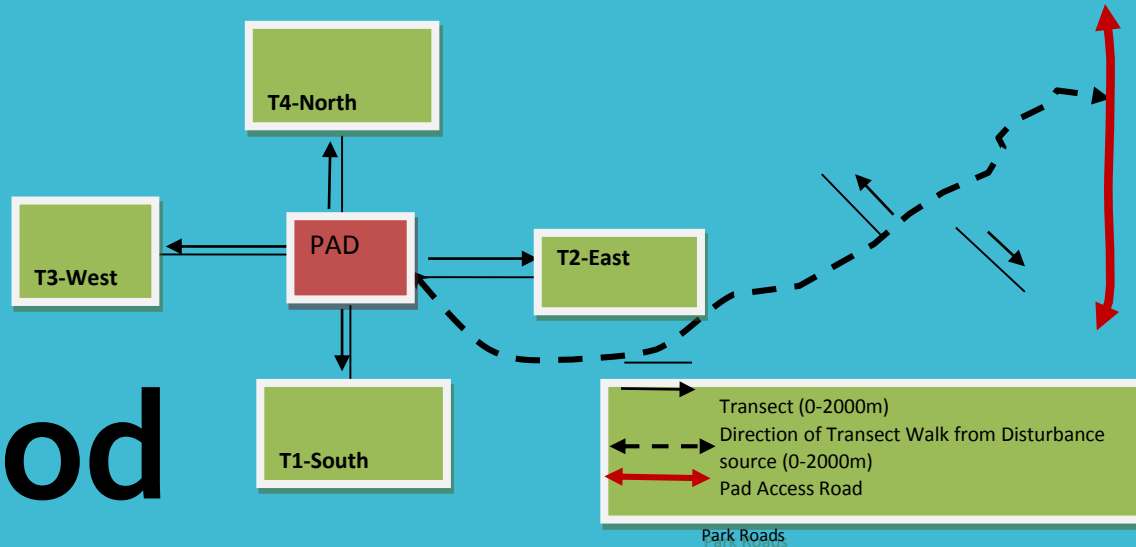 T4-North
PAD
T3-West
T2-East
od
T1-South
Transect (0-2000m)
Direction of Transect Walk from Disturbance
source (0-2000m)
Pad Access Road
Park Roads